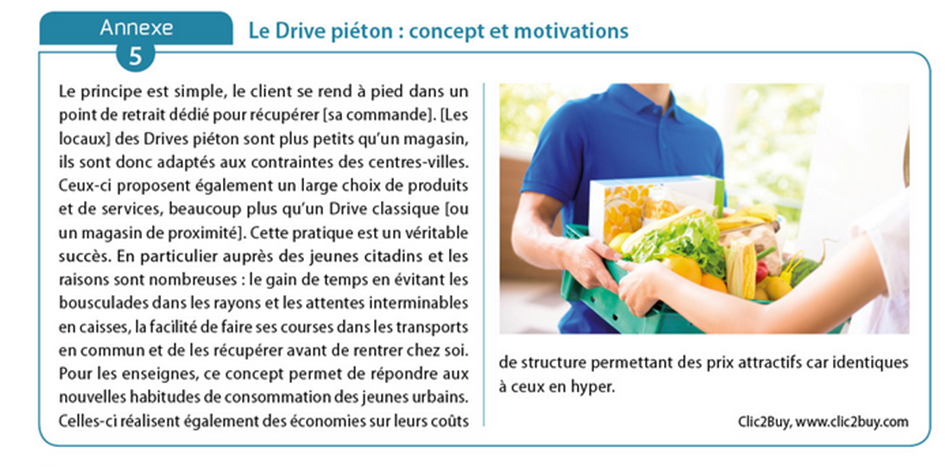 Annexe
5
Le Drive piéton : concept et motivations
Le principe est simple, le client se rend à pied dans un
point de retrait dédié pour récupérer [sa commande]. [Les
locaux] des Drives piéton sont plus petits qu'un magasin,
ils sont donc adaptés aux contraintes des centres-villes.
Ceux-ci proposent également un large choix de produits
et de services, beaucoup plus qu'un Drive classique [ou
un magasin de proximité]. Cette pratique est un véritable
succès. En particulier auprès des jeunes citadins et les
raisons sont nombreuses : le gain de temps en évitant les
bousculades dans les rayons et les attentes interminables
en caisses, la facilité de faire ses courses dans les transports
en commun et de les récupérer avant de rentrer chez soi.
Pour les enseignes, ce concept permet de répondre aux
nouvelles habitudes de consommation des jeunes urbains.
Celles-ci réalisent également des économies sur leurs coûts
de structure permettant des prix attractifs car identiques
à ceux en hyper.
Clic2Buy, www.clic2buy.com